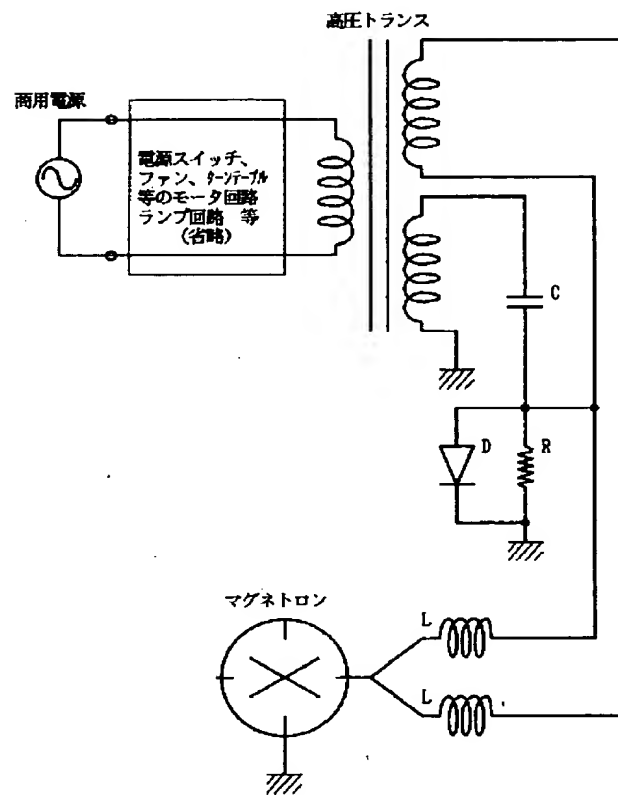 高圧トランス
商用電源
電源スイッチ、
ファン、ターンテーブル
等のモータ回路
ランプ回路 等
(省略)
C
D
R
マグネトロン
L
L